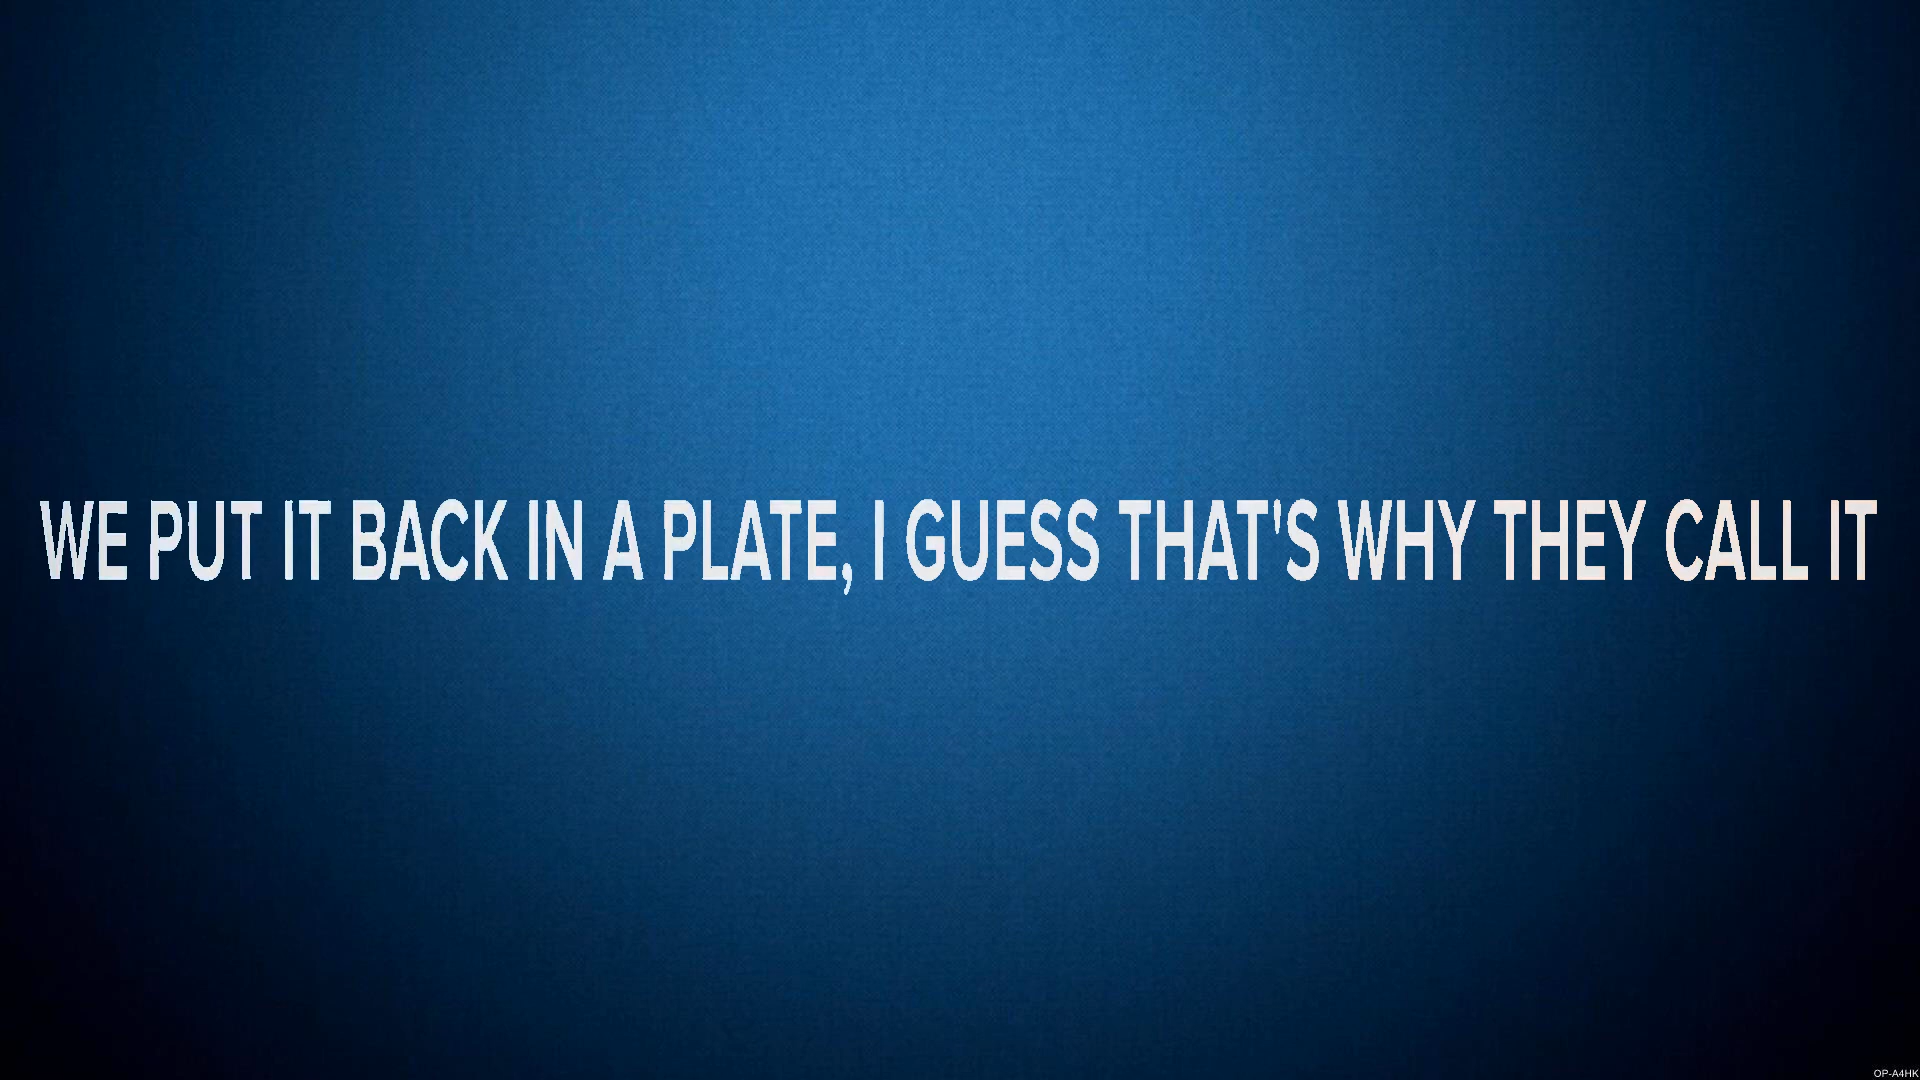 WE PUT IT BACK IN A PLATE, I GUESS THAT'S WHY THEY CALL IT
OP-A4HK